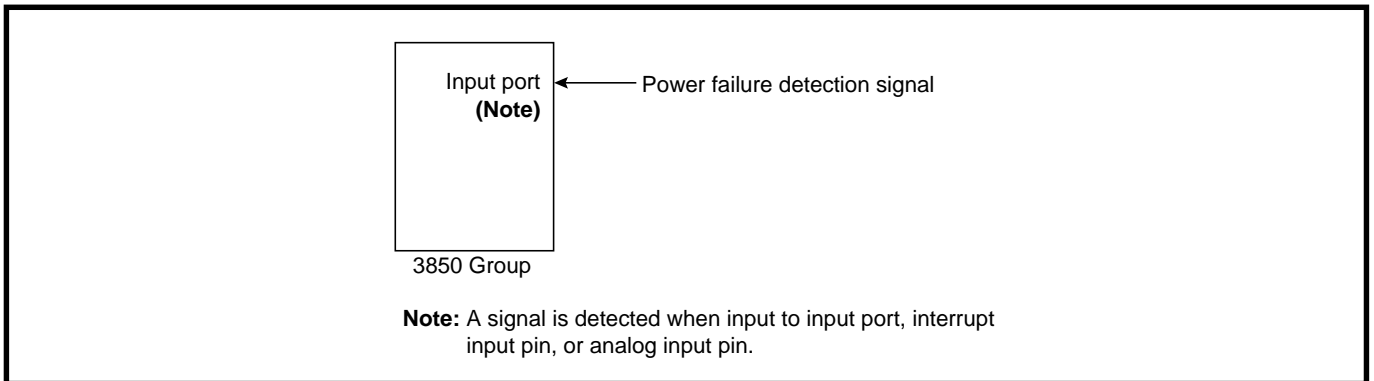 Input port
(Note)
Power failure detection signal
3850 Group
Note: A signal is detected when input to input port, interrupt
input pin, or analog input pin.